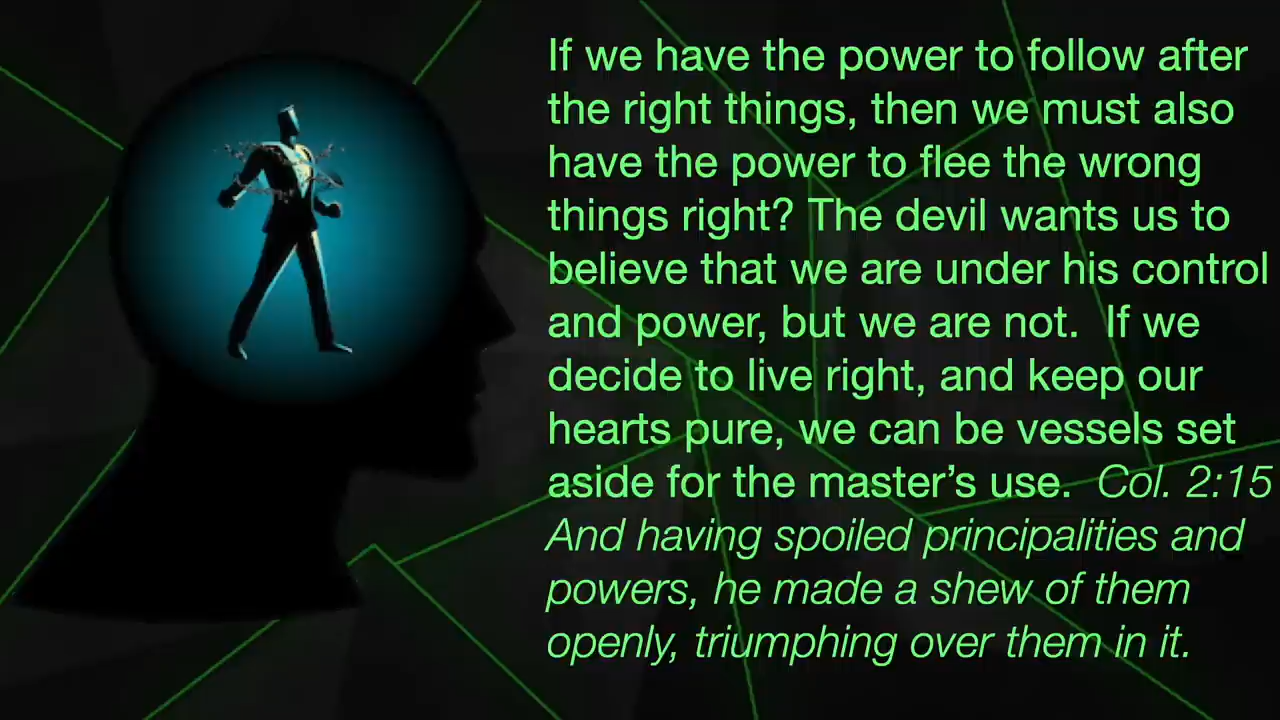 If we have the power to follow after
the right things, then we must also
have the power to flee the wrong
things right? The devil wants us to
believe that we are under his control
and power, but we are not.  If we
decide to live right, and keep our
hearts pure, we can be vessels set
aside for the master’s use.  Col. 2:15
And having spoiled principalities and
powers, he made a shew of them
openly, triumphing over them in it.